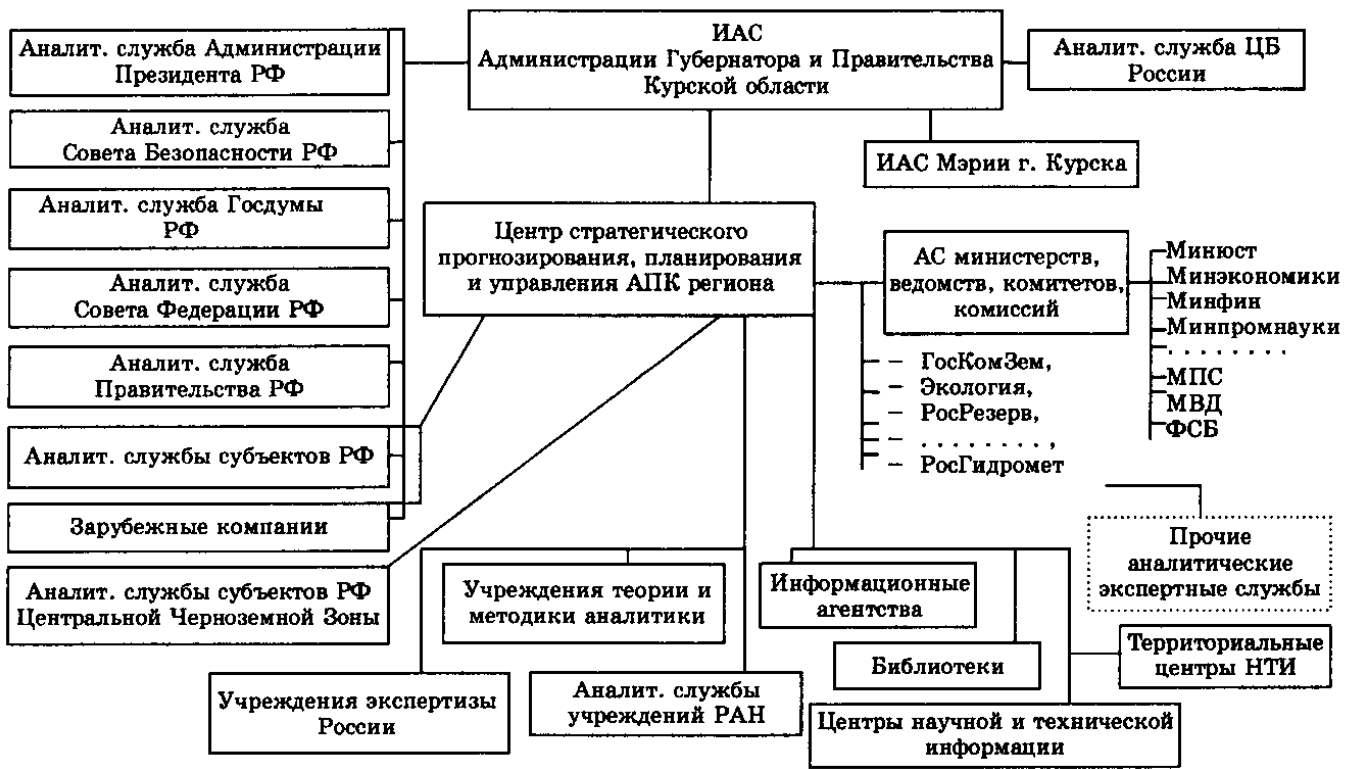 ИАС
Администрации Губернатора и Правительства
Курской области
Аналит. служба Администрации
Президента РФ
Аналит. служба ЦБ
России
Аналит. служба
Совета Безопасности РФ
ИАС Мэрии г. Курска
Аналит. служба Госдумы
РФ
Центр стратегического
прогнозирования, планирования
и управления АПК региона
АС министерств,
ведомств, комитетов,
комиссий
Минюст
Минэкономики
Минфин
Минпромнауки
. . . . . . . . .
МПС
МВД
ФСБ
Аналит. служба
Совета Федерации РФ
Аналит. служба
Правительства РФ
– ГосКомЗем,
– Экология,
– РосРезерв,
– . . . . . . . . ,
– РосГидромет
Аналит. службы субъектов РФ
Зарубежные компании
Аналит. службы субъектов РФ
Центральной Черноземной Зоны
Прочие
аналитические
экспертные службы
Учреждения теории и
методики аналитики
Информационные
агентства
Библиотеки
Территориальные
центры НТИ
Учреждения экспертизы
России
Аналит. службы
учреждений РАН
Центры научной и технической
информации